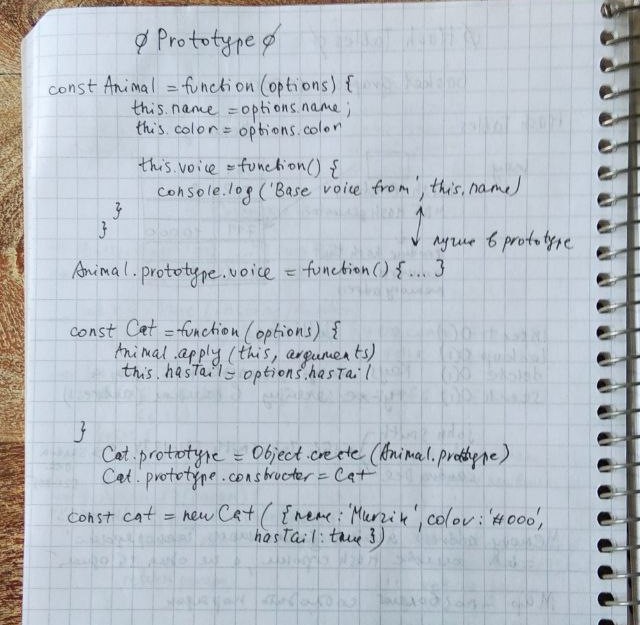 ∅ Prototype ∅
const Animal = function (options) {
this.name = options.name;
this.color = options.color
this.voice = function() {
console.log ('Base voice from', this.name)
}
}
лучше в prototype
Animal.prototype.voice = function() {...}
const Cat = function (options) {
Animal.apply (this, arguments)
this.hasTail = options.hasTail
}
Cat.prototype = Object.create (Animal.prototype)
Cat.prototype.constructor = Cat
const cat = new Cat ( {name: 'Murzik', color: '#000',
hasTail: true })